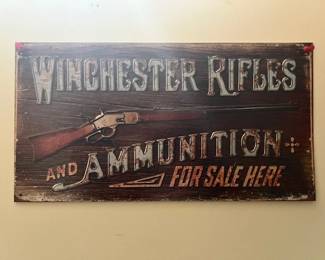 WINCHESTER RIFLES
AND AMMUNITION
FOR SALE HERE